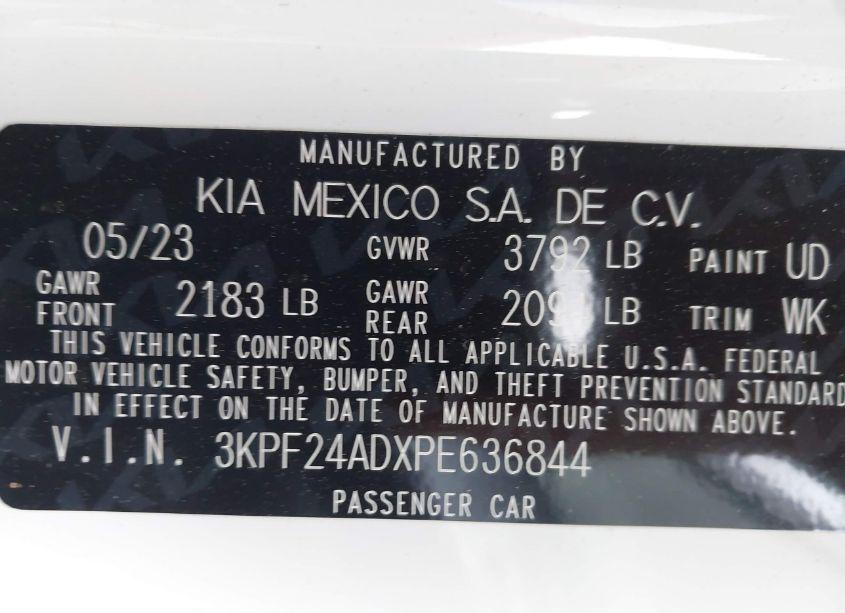 MANUFACTURED BY
KIA MEXICO S.A. DE C.V.
05/23 GVWR 3792 LB PAINT UD
GAWR FRONT 2183 LB GAWR REAR LB TRIM WK
THIS VEHICLE CONFORMS TO ALL APPLICABLE U.S.A. FEDERAL
MOTOR VEHICLE SAFETY, BUMPER, AND THEFT PREVENTION STANDARD
IN EFFECT ON THE DATE OF MANUFACTURE SHOWN ABOVE.
V.I.N. 3KPF24ADXPE636844
PASSENGER CAR